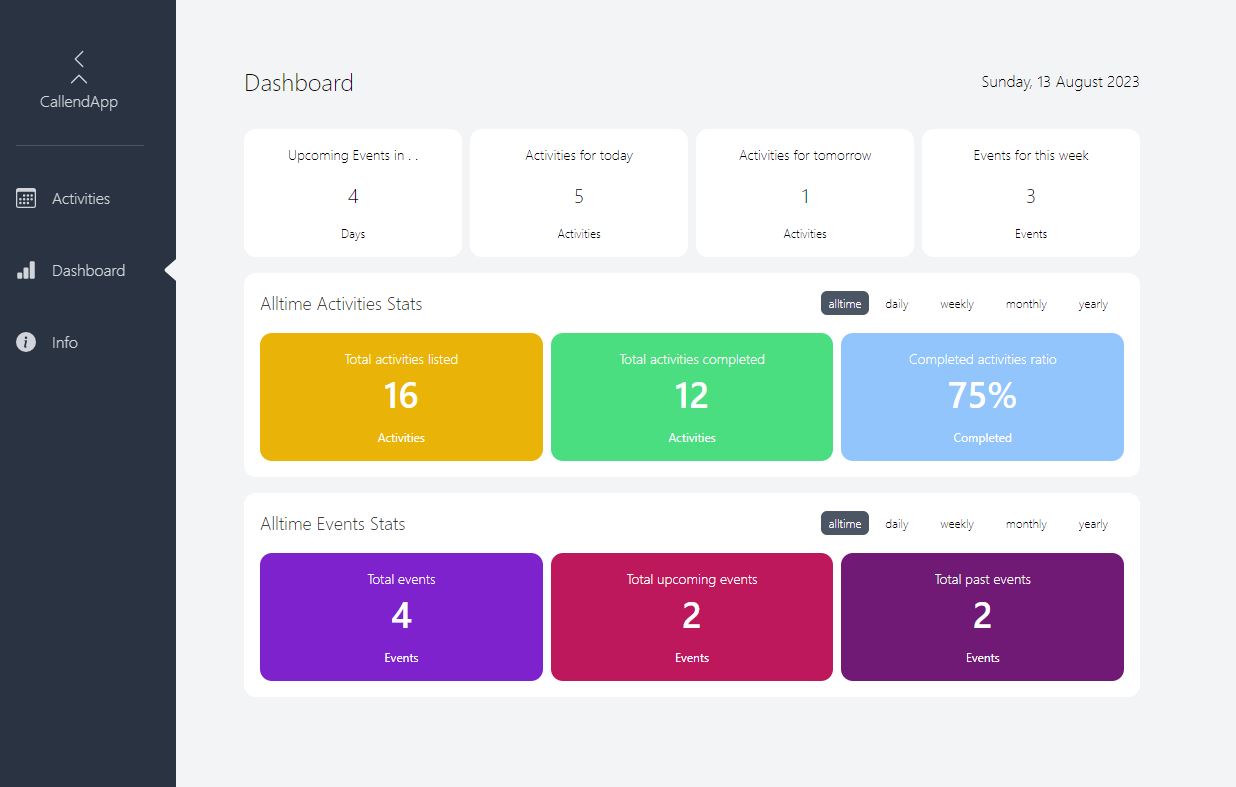 CallendApp
Activities
Dashboard
Info
Dashboard
Sunday, 13 August 2023
Upcoming Events in . .
4
Days
Activities for today
5
Activities
Activities for tomorrow
1
Activities
Events for this week
3
Events
Alltime Activities Stats
alltime daily weekly monthly yearly
Total activities listed
16
Activities
Total activities completed
12
Activities
Completed activities ratio
75%
Completed
Alltime Events Stats
alltime daily weekly monthly yearly
Total events
4
Events
Total upcoming events
2
Events
Total past events
2
Events